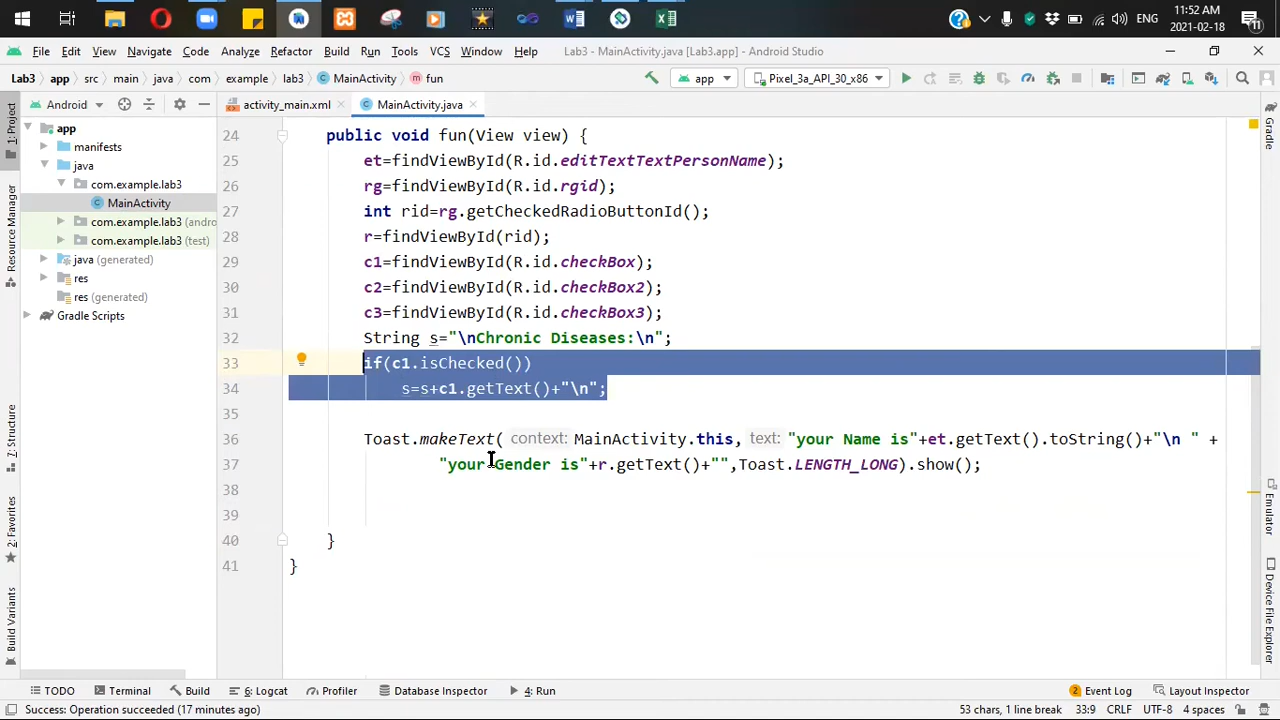 11:52 AM
ENG
2021-02-18
11
File Edit View Navigate Code Analyze Refactor Build Run Tools VCS Window Help Lab3 - MainActivity.java [Lab3.app] - Android Studio
Lab3 app src main java com example lab3 MainActivity fun app Pixel_3a_API_30_x86
Android activity_main.xml MainActivity.java
app
manifests
java
com.example.lab3
MainActivity
com.example.lab3 (andro
com.example.lab3 (test)
java (generated)
res
res (generated)
Gradle Scripts
1: Project
Resource Manager
Z: Structure
2: Favorites
Build Variants
24 public void fun(View view) {
25 et=findViewById(R.id.editTextTextPersonName);
26 rg=findViewById(R.id.rgid);
27 int rid=rg.getCheckedRadioButtonId();
28 r=findViewById(rid);
29 c1=findViewById(R.id.checkBox);
30 c2=findViewById(R.id.checkBox2);
31 c3=findViewById(R.id.checkBox3);
32 String s="\nChronic Diseases:\n";
33 if(c1.isChecked())
34 s=s+c1.getText()+"\n";
35
36 Toast.makeText( context: MainActivity.this, text: "your Name is"+et.getText().toString()+"\n " +
37 "your Gender is"+r.getText()+"",Toast.LENGTH_LONG).show();
38
39
40 }
41 }
Gradle
Emulator
Device File Explorer
TODO Terminal Build 6: Logcat Profiler Database Inspector 4: Run 2 Event Log Layout Inspector
Success: Operation succeeded (17 minutes ago) 53 chars, 1 line break 33:9 CRLF UTF-8 4 spaces